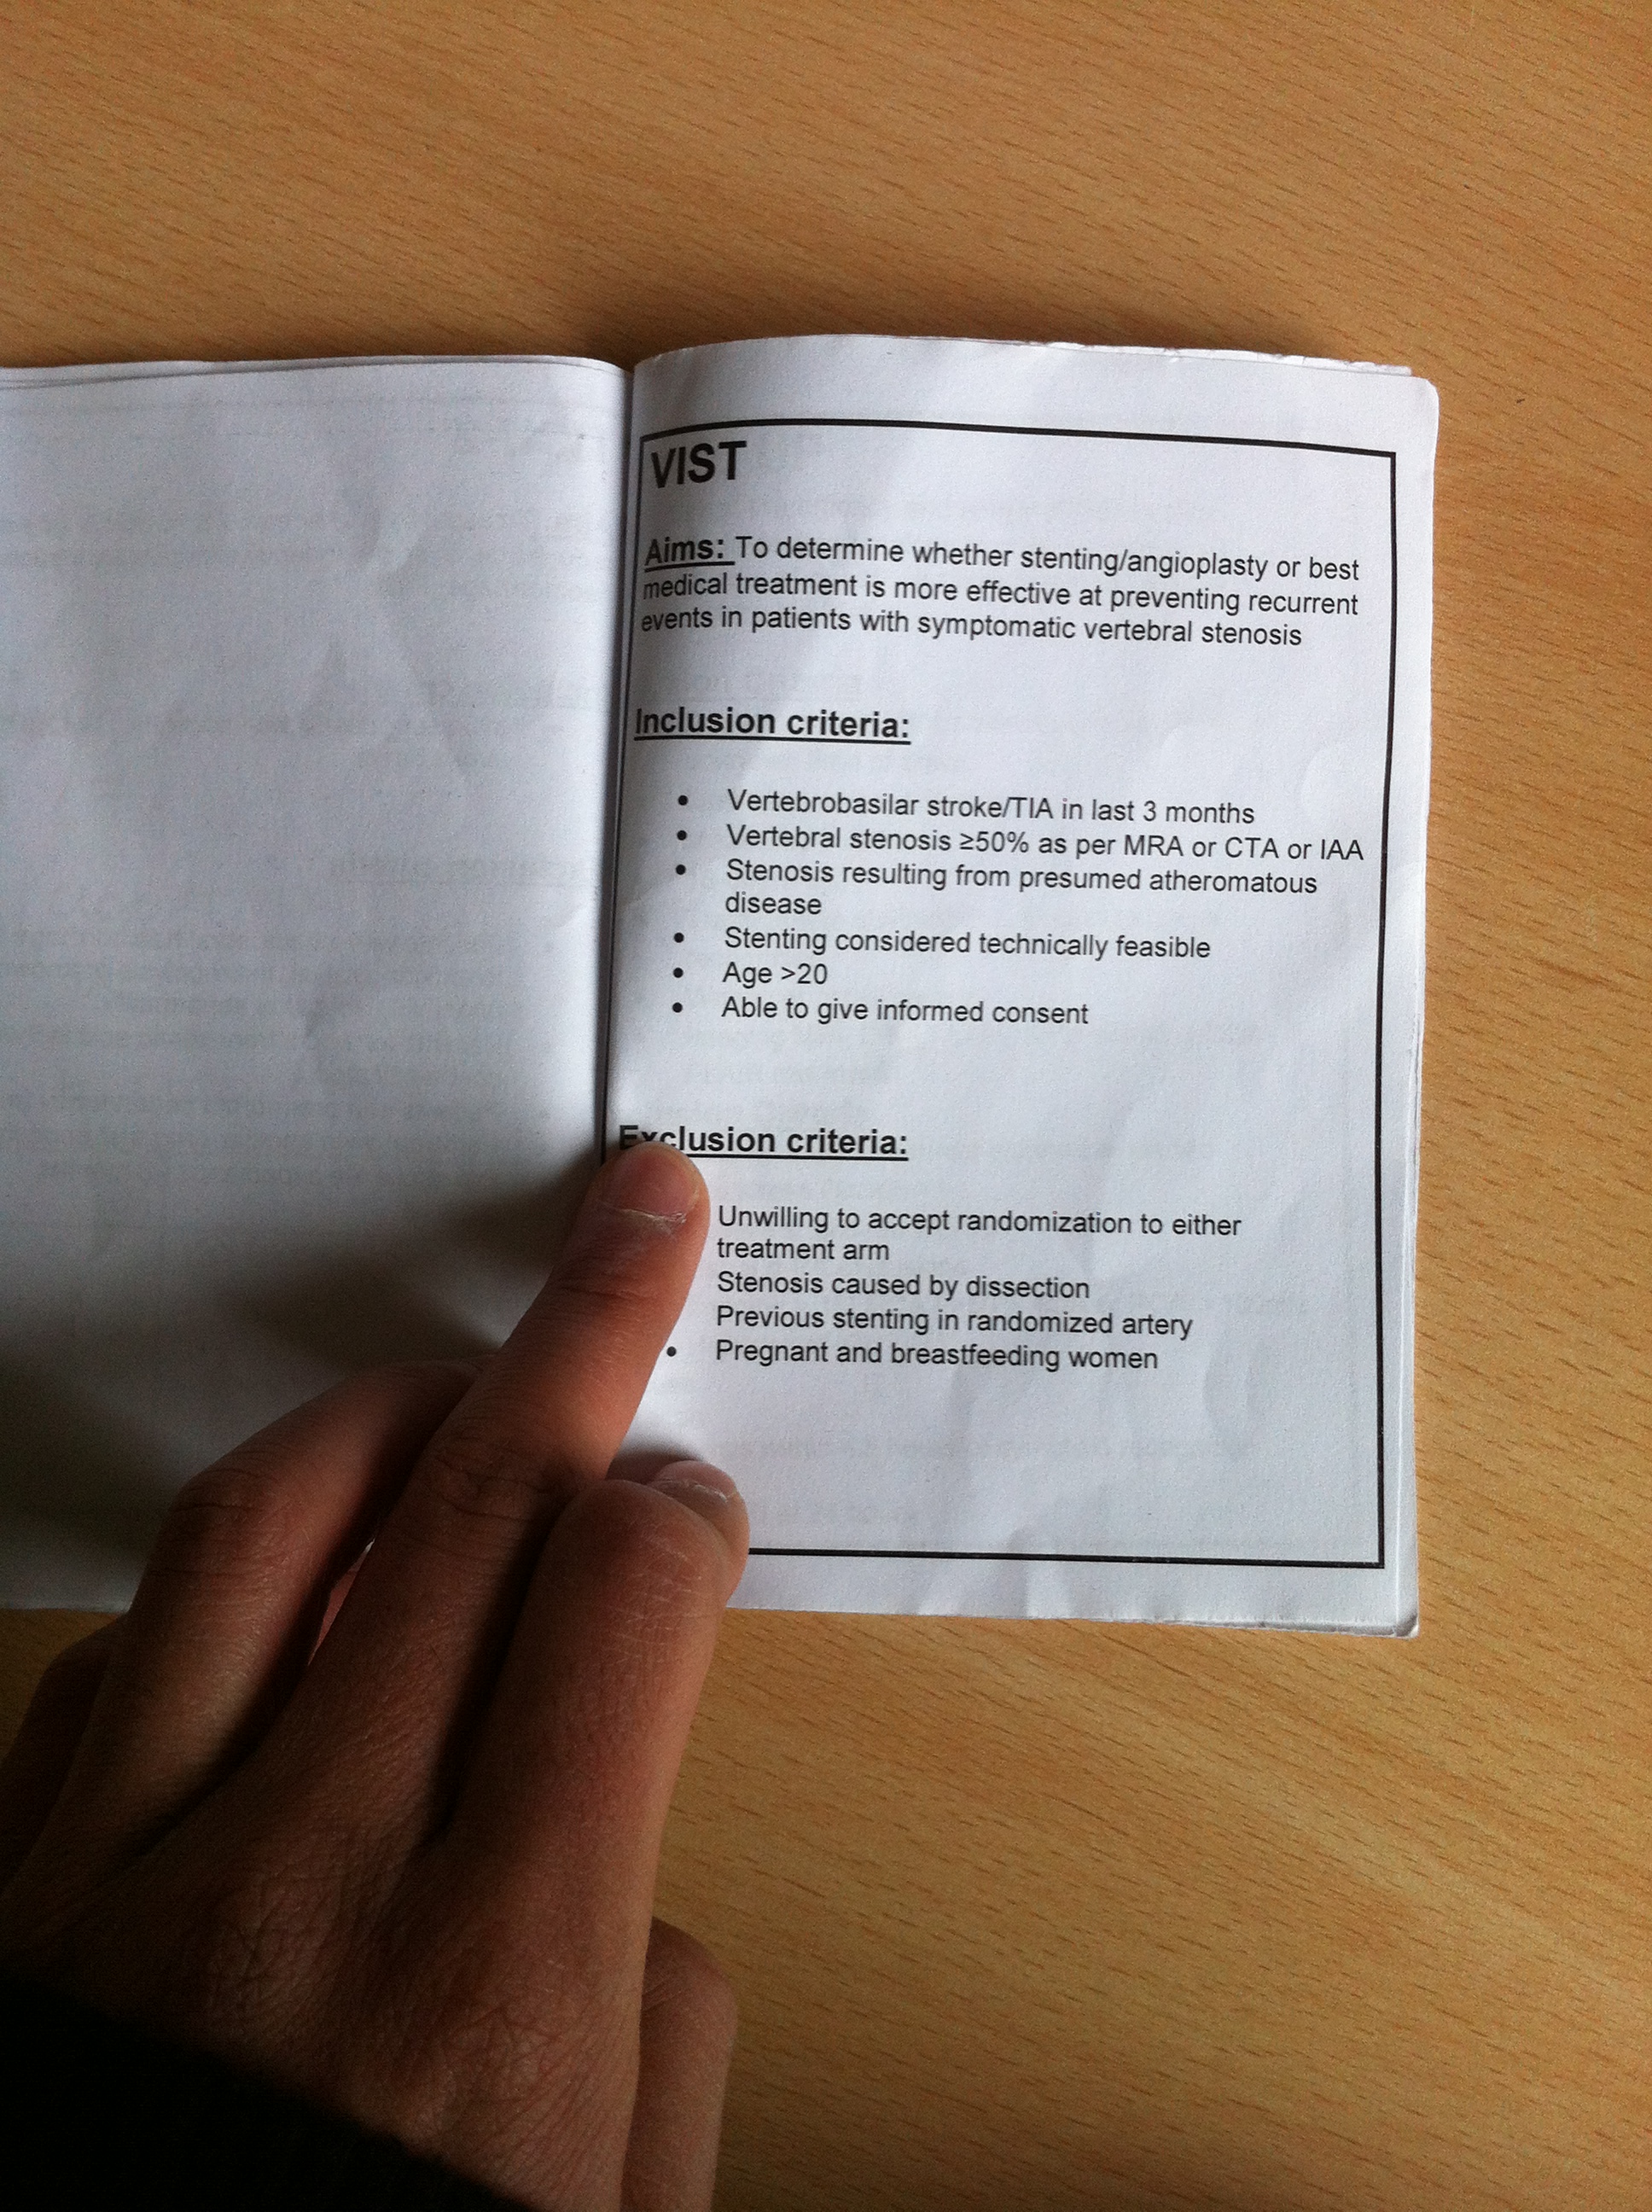 VIST
Aims: To determine whether stenting/angioplasty or best
medical treatment is more effective at preventing recurrent
events in patients with symptomatic vertebral stenosis
Inclusion criteria:
• Vertebrobasilar stroke/TIA in last 3 months
• Vertebral stenosis ≥50% as per MRA or CTA or IAA
• Stenosis resulting from presumed atheromatous
disease
• Stenting considered technically feasible
• Age >20
• Able to give informed consent
Exclusion criteria:
Unwilling to accept randomization to either
treatment arm
Stenosis caused by dissection
Previous stenting in randomized artery
• Pregnant and breastfeeding women